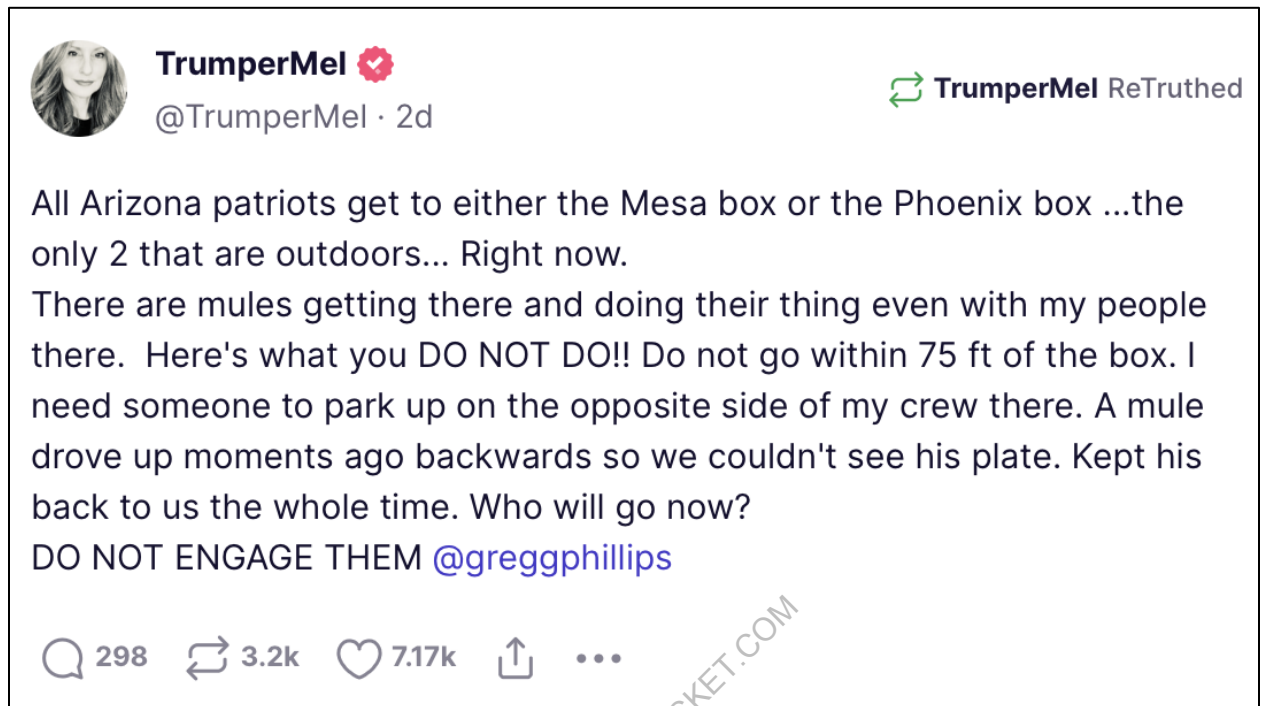 TrumperMel
@TrumperMel · 2d
TrumperMel ReTruthed
All Arizona patriots get to either the Mesa box or the Phoenix box ...the
only 2 that are outdoors... Right now.
There are mules getting there and doing their thing even with my people
there.  Here's what you DO NOT DO!! Do not go within 75 ft of the box. I
need someone to park up on the opposite side of my crew there. A mule
drove up moments ago backwards so we couldn't see his plate. Kept his
back to us the whole time. Who will go now?
DO NOT ENGAGE THEM @greggphillips
298 3.2k 7.17k
KET.COM